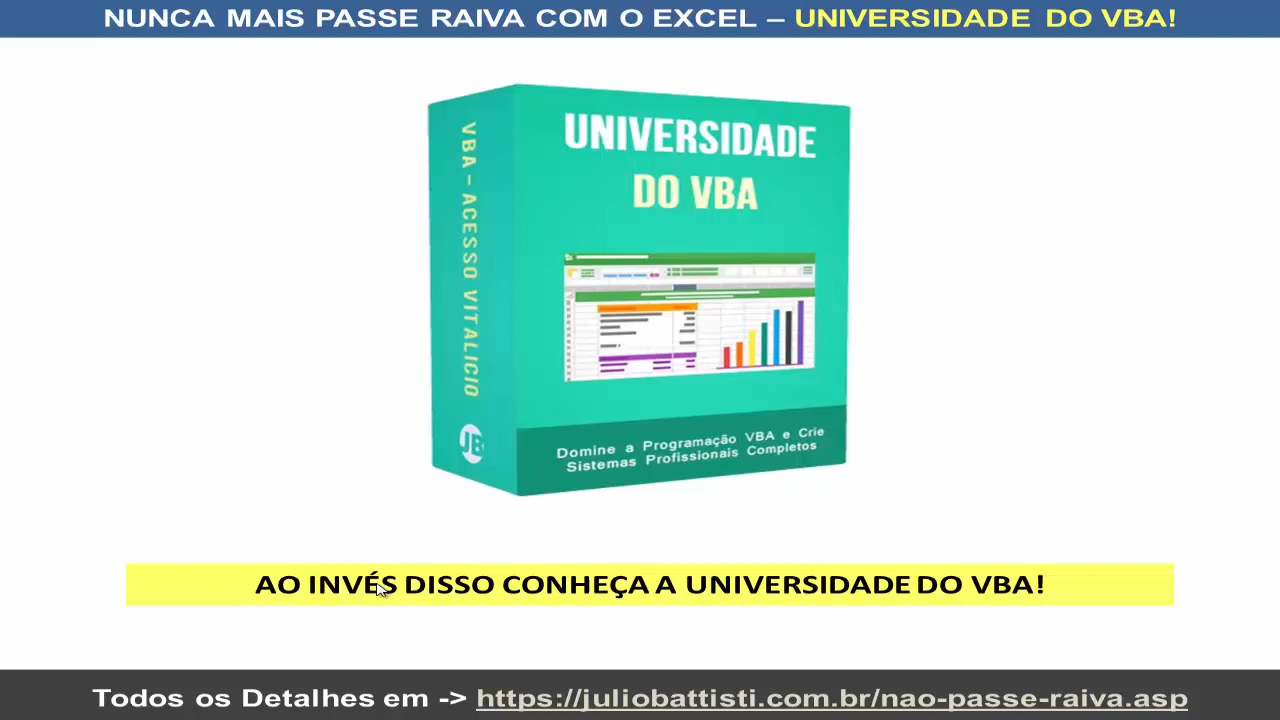 NUNCA MAIS PASSE RAIVA COM O EXCEL – UNIVERSIDADE DO VBA!
UNIVERSIDADE
DO VBA
VBA – ACESSO VITALICIO
JB
Domine a Programação VBA e Crie
Sistemas Profissionais Completos
AO INVÉS DISSO CONHEÇA A UNIVERSIDADE DO VBA!
Todos os Detalhes em -> https://juliobattisti.com.br/nao-passe-raiva.asp